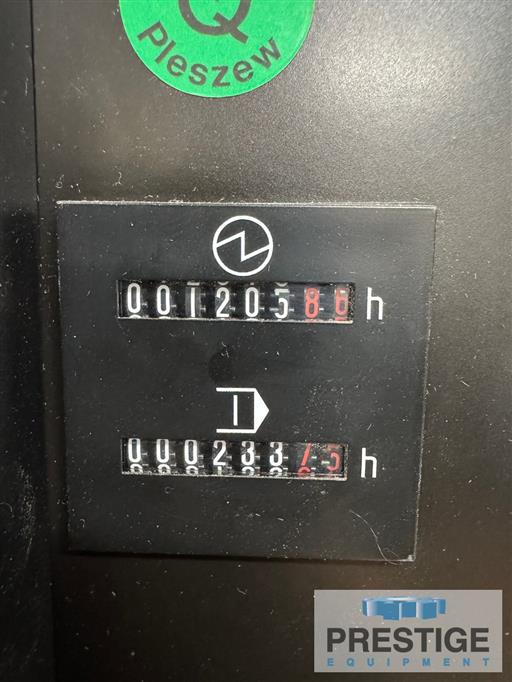 Q
Pleszew
00120586 h
00023375 h
PRESTIGE
EQUIPMENT